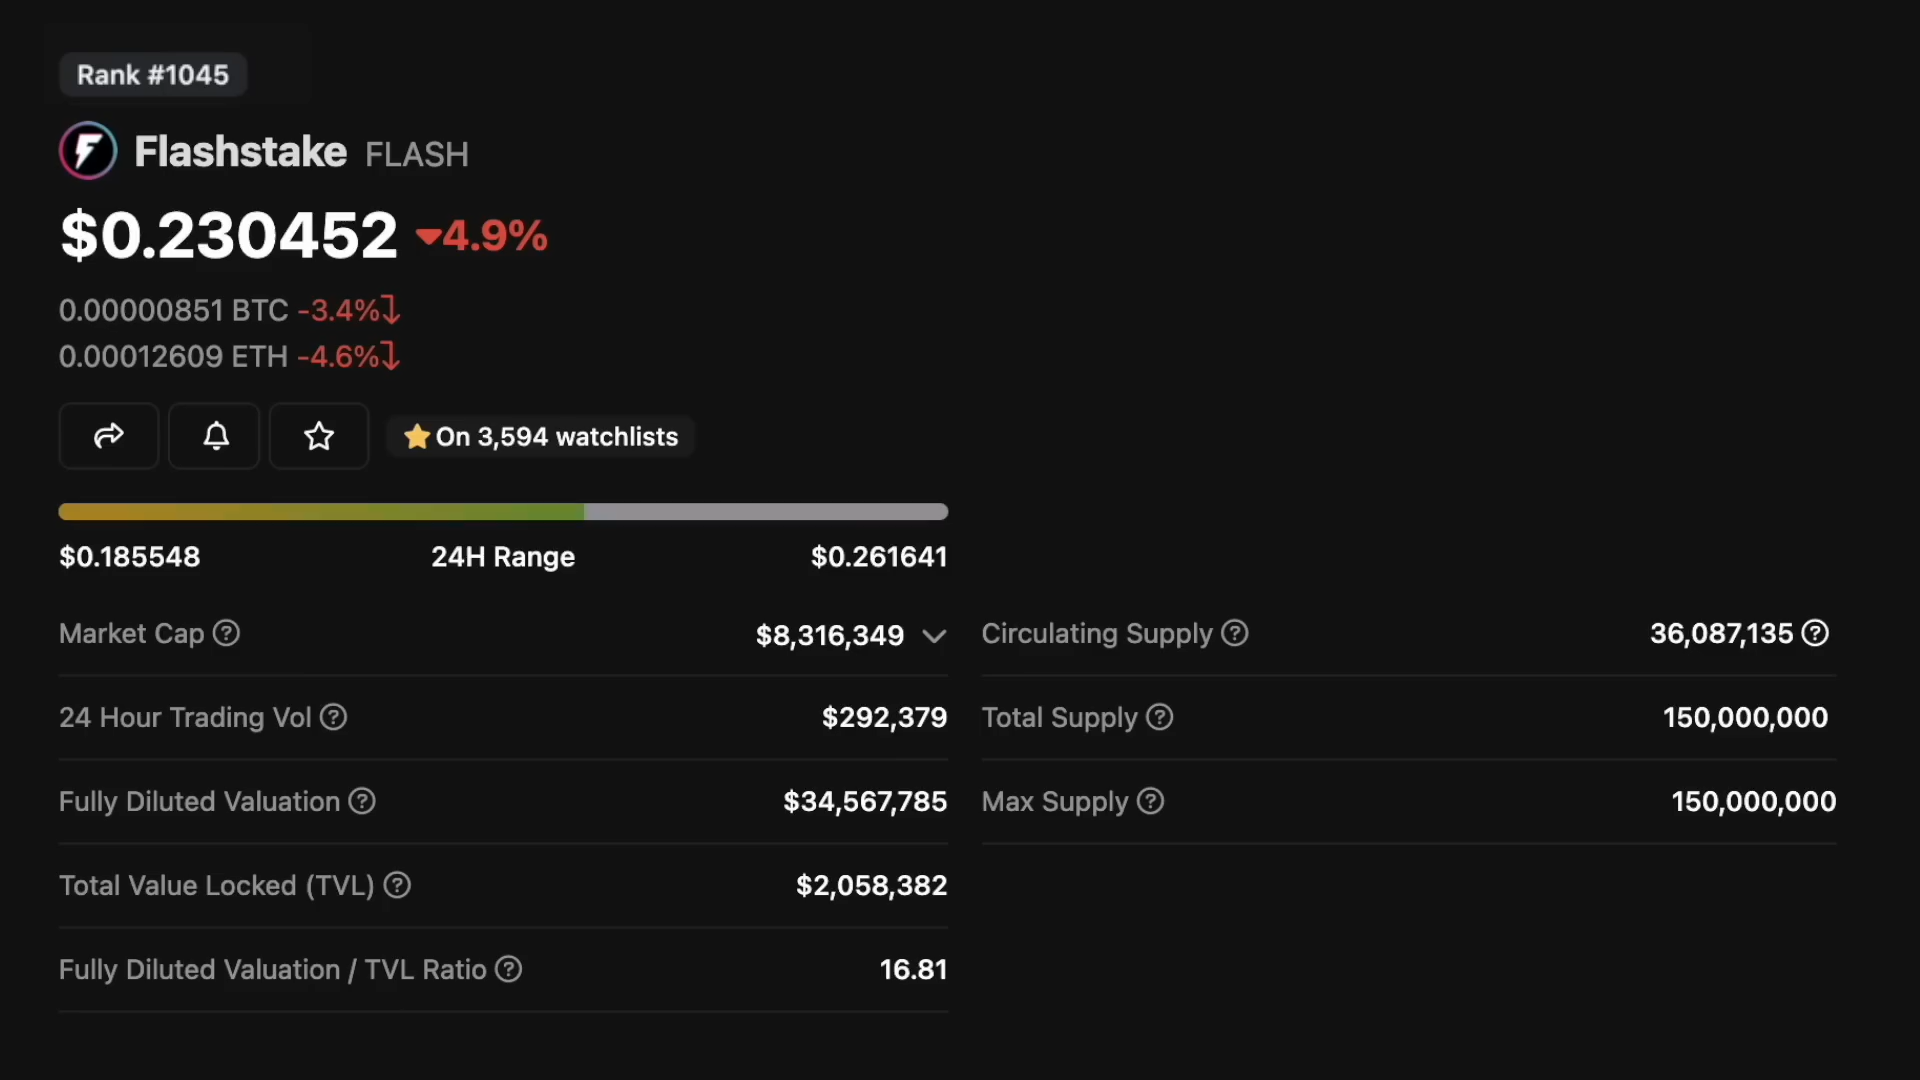 Rank #1045
Flashstake FLASH
$0.230452 4.9%
0.00000851 BTC -3.4%
0.00012609 ETH -4.6%
On 3,594 watchlists
$0.185548 24H Range $0.261641
Market Cap $8,316,349
24 Hour Trading Vol $292,379
Fully Diluted Valuation $34,567,785
Total Value Locked (TVL) $2,058,382
Fully Diluted Valuation / TVL Ratio 16.81
Circulating Supply 36,087,135
Total Supply 150,000,000
Max Supply 150,000,000